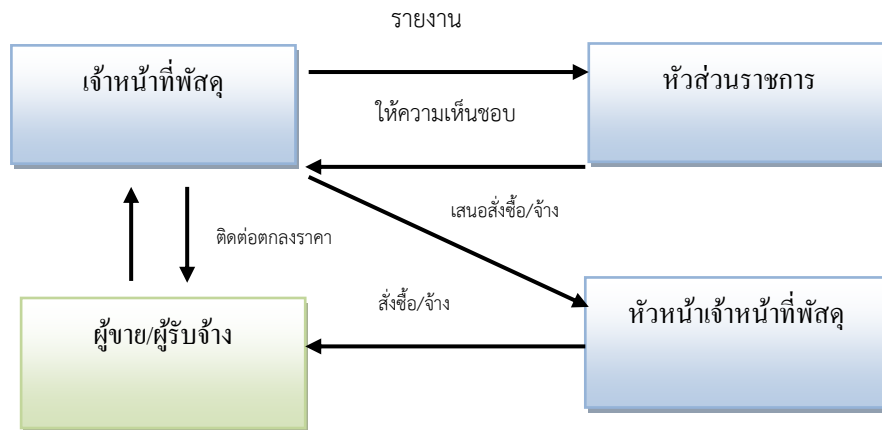 รายงาน
เจ้าหน้าที่พัสดุ
หัวส่วนราชการ
ให้ความเห็นชอบ
เสนอสั่งซื้อ/จ้าง
ติดต่อตกลงราคา
สั่งซื้อ/จ้าง
ผู้ขาย/ผู้รับจ้าง
หัวหน้าเจ้าหน้าที่พัสดุ